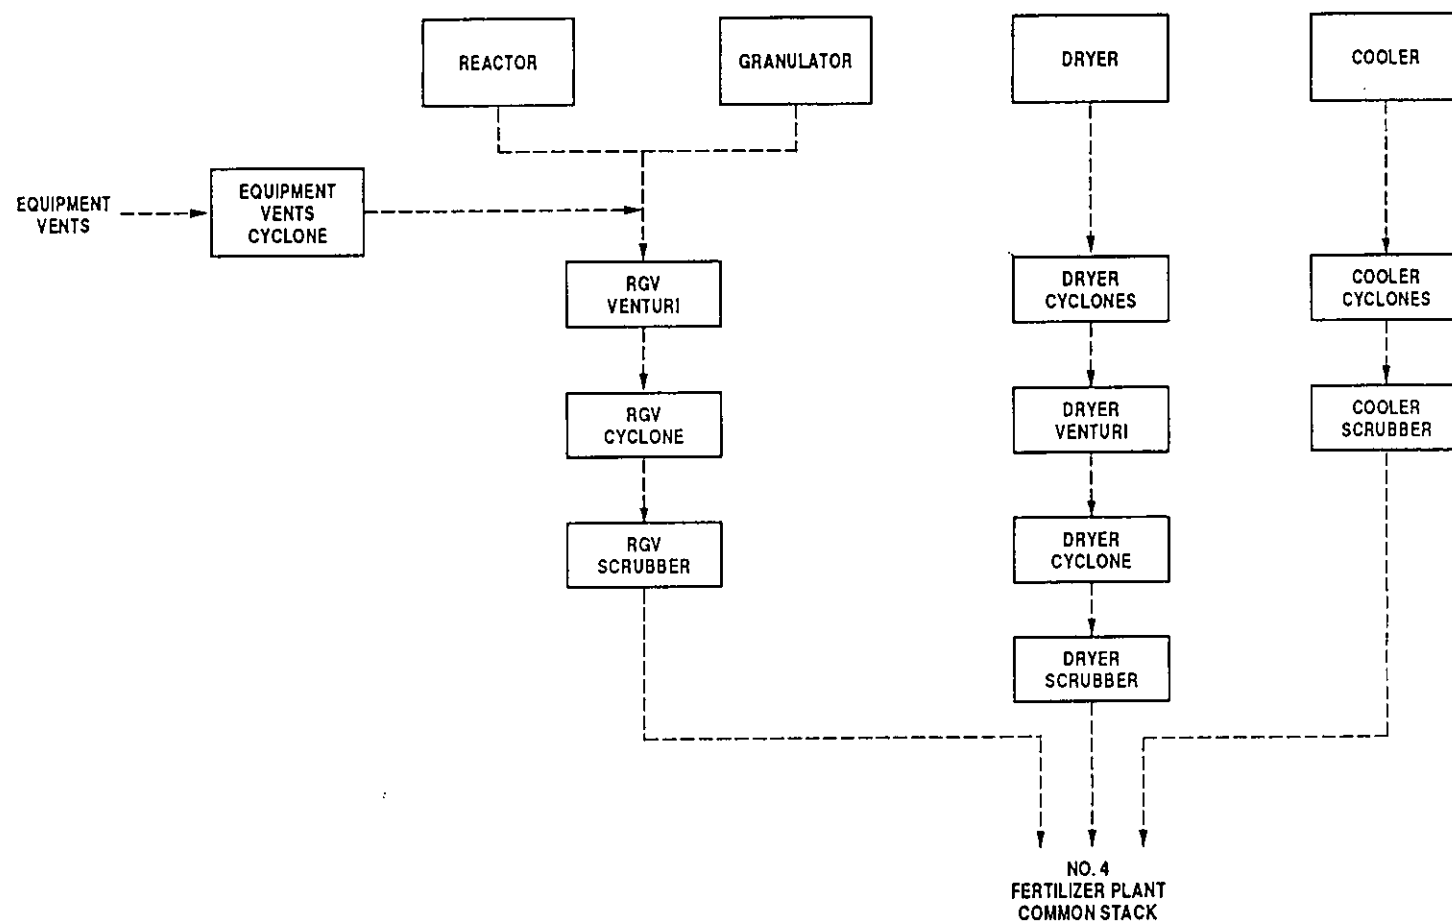 REACTOR
GRANULATOR
DRYER
COOLER
EQUIPMENT
VENTS
EQUIPMENT
VENTS
CYCLONE
RGV
VENTURI
DRYER
CYCLONES
COOLER
CYCLONES
RGV
CYCLONE
DRYER
VENTURI
COOLER
SCRUBBER
RGV
SCRUBBER
DRYER
CYCLONE
DRYER
SCRUBBER
NO. 4
FERTILIZER PLANT
COMMON STACK